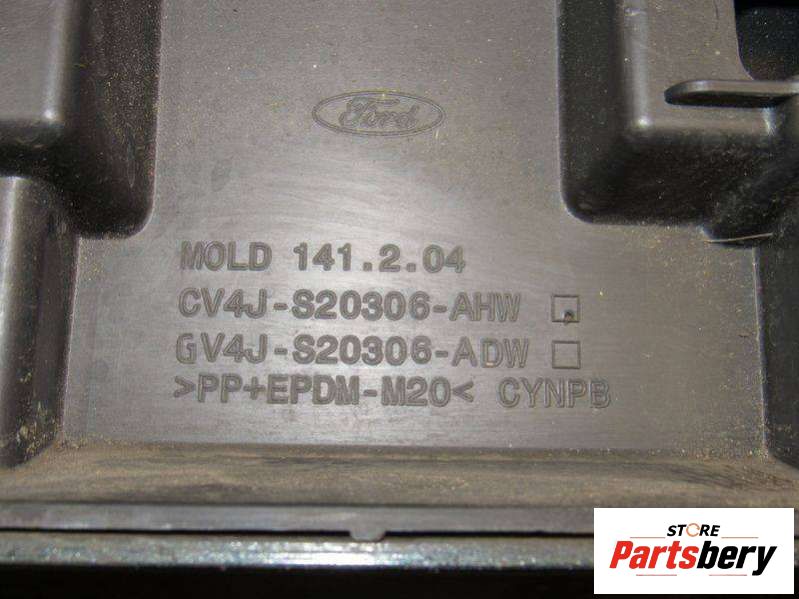 Ford
MOLD 141.2.04
CV4J-S20306-AHW
GV4J-S20306-ADW
>PP+EPDM-M20< CYNPB
STORE
Partsbery